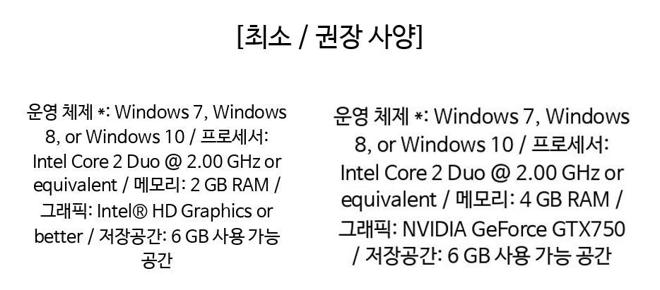 [최소 / 권장 사양]
운영 체제 *: Windows 7, Windows
8, or Windows 10 / 프로세서:
Intel Core 2 Duo @ 2.00 GHz or
equivalent / 메모리: 2 GB RAM /
그래픽: Intel® HD Graphics or
better / 저장공간: 6 GB 사용 가능
공간
운영 체제 *: Windows 7, Windows
8, or Windows 10 / 프로세서:
Intel Core 2 Duo @ 2.00 GHz or
equivalent / 메모리: 4 GB RAM /
그래픽: NVIDIA GeForce GTX750
/ 저장공간: 6 GB 사용 가능 공간